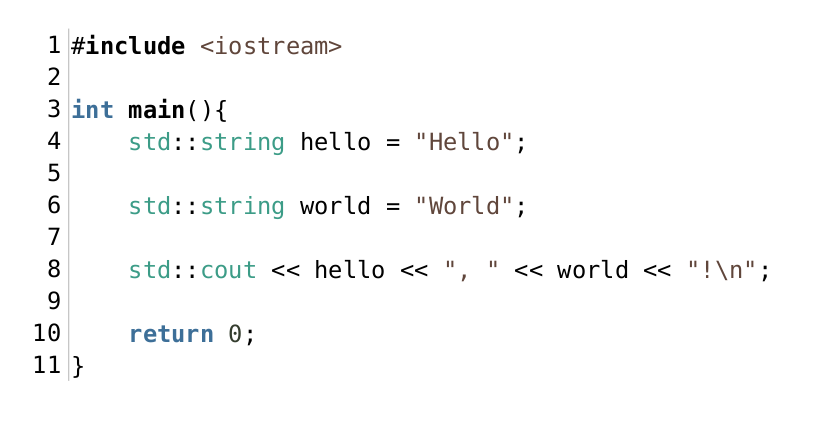 1 #include <iostream>
2
3 int main(){
4     std::string hello = "Hello";
5
6     std::string world = "World";
7
8     std::cout << hello << ", " << world << "!\n";
9
10     return 0;
11 }